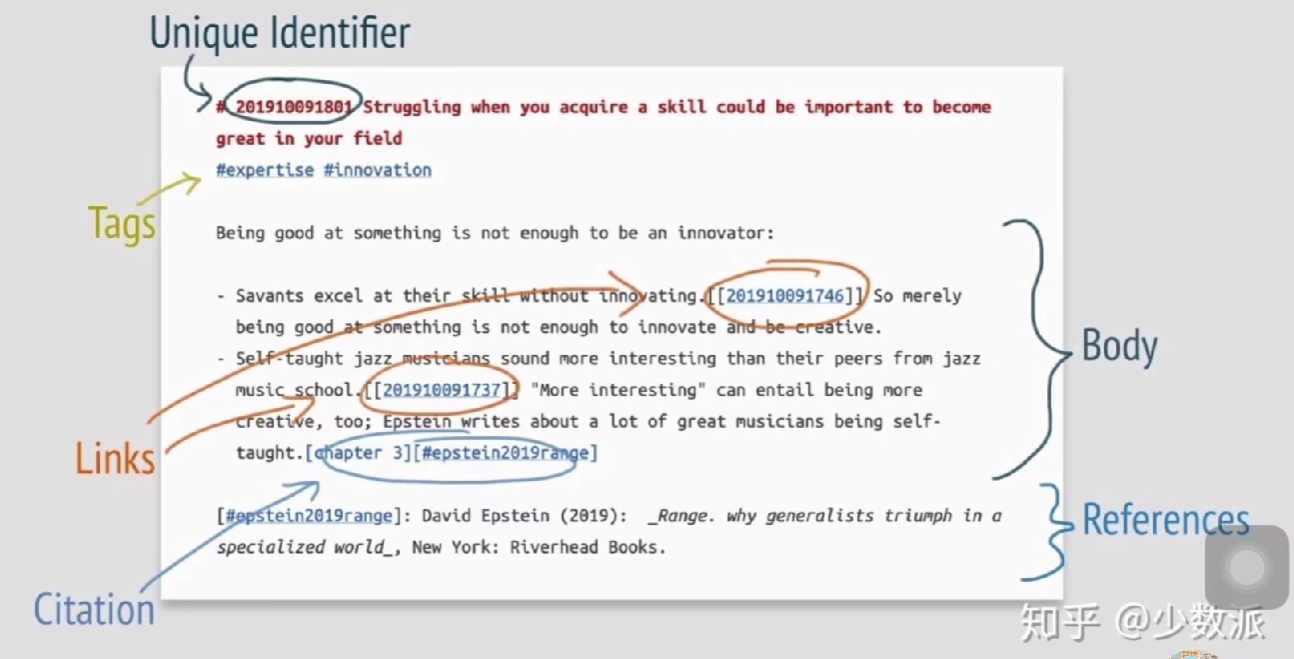 Unique Identifier
# 201910091801 Struggling when you acquire a skill could be important to become
great in your field
#expertise #innovation
Tags
Being good at something is not enough to be an innovator:
- Savants excel at their skill without innovating.[[201910091746]] So merely
being good at something is not enough to innovate and be creative.
- Self-taught jazz musicians sound more interesting than their peers from jazz
music school.[[201910091737]] "More interesting" can entail being more
creative, too; Epstein writes about a lot of great musicians being self-
taught.[chapter 3][#epstein2019range]
Body
Links
[#epstein2019range]: David Epstein (2019): _Range. why generalists triumph in a
specialized world_, New York: Riverhead Books.
References
Citation
知乎 @少数派